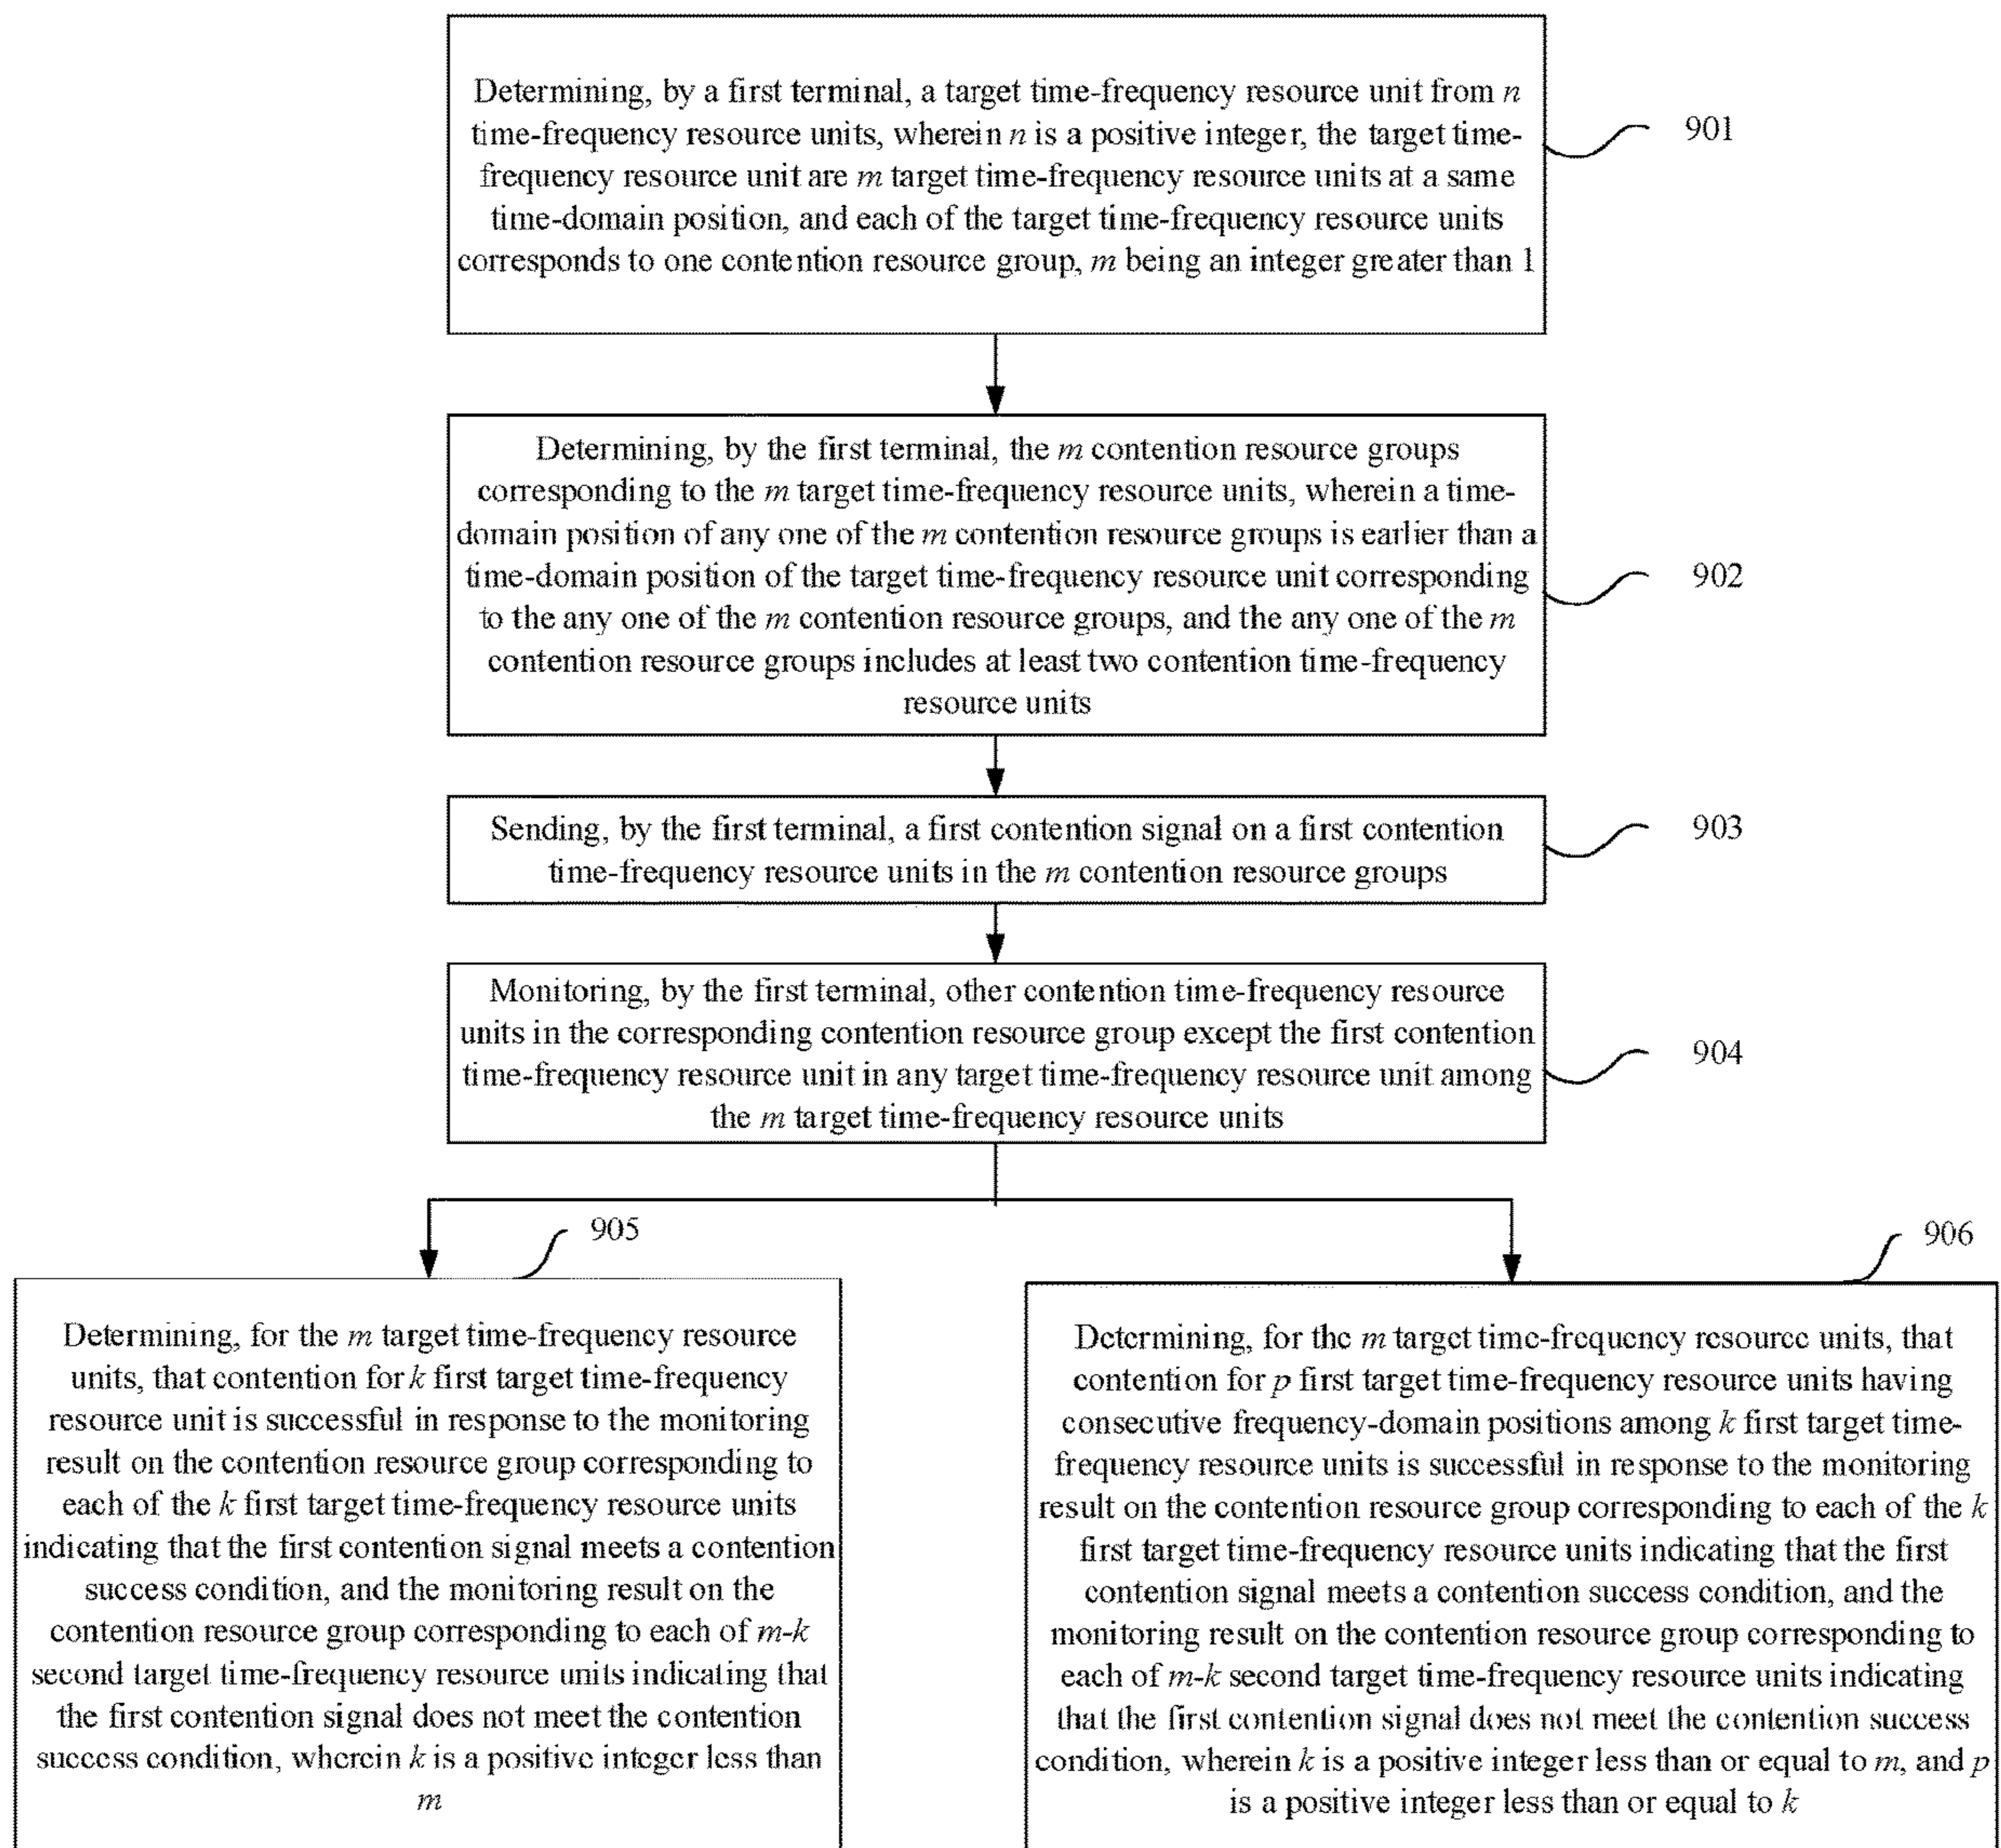 Determining, by a first terminal, a target time-frequency resource unit from n
time-frequency resource units, wherein n is a positive integer, the target time-
frequency resource unit are m target time-frequency resource units at a same
time-domain position, and each of the target time-frequency resource units
corresponds to one contention resource group, m being an integer greater than 1
901
Determining, by the first terminal, the m contention resource groups
corresponding to the m target time-frequency resource units, wherein a time-
domain position of any one of the m contention resource groups is earlier than a
time-domain position of the target time-frequency resource unit corresponding
to the any one of the m contention resource groups, and the any one of the m
contention resource groups includes at least two contention time-frequency
resource units
902
Sending, by the first terminal, a first contention signal on a first contention
time-frequency resource units in the m contention resource groups
903
Monitoring, by the first terminal, other contention time-frequency resource
units in the corresponding contention resource group except the first contention
time-frequency resource unit in any target time-frequency resource unit among
the m target time-frequency resource units
904
905
Determining, for the m target time-frequency resource
units, that contention for k first target time-frequency
resource unit is successful in response to the monitoring
result on the contention resource group corresponding to
each of the k first target time-frequency resource units
indicating that the first contention signal meets a contention
success condition, and the monitoring result on the
contention resource group corresponding to each of m-k
second target time-frequency resource units indicating that
the first contention signal does not meet the contention
success condition, wherein k is a positive integer less than
m
906
Determining, for the m target time-frequency resource units, that
contention for p first target time-frequency resource units having
consecutive frequency-domain positions among k first target time-
frequency resource units is successful in response to the monitoring
result on the contention resource group corresponding to each of the k
first target time-frequency resource units indicating that the first
contention signal meets a contention success condition, and the
monitoring result on the contention resource group corresponding to
each of m-k second target time-frequency resource units indicating
that the first contention signal does not meet the contention success
condition, wherein k is a positive integer less than or equal to m, and p
is a positive integer less than or equal to k